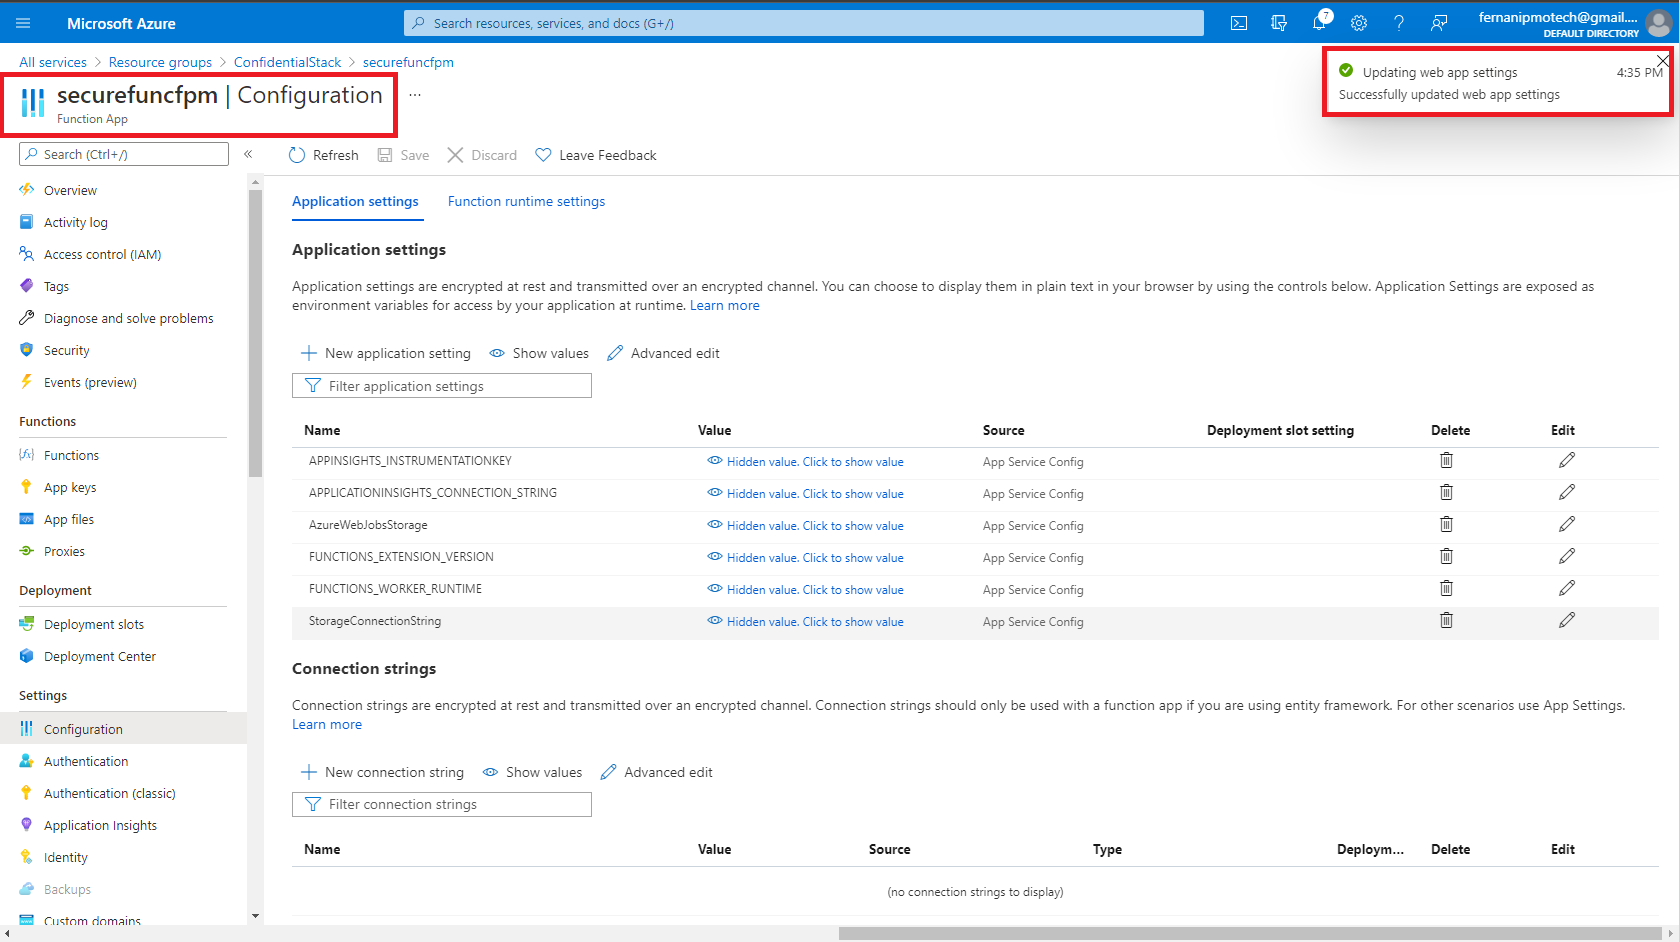 Microsoft Azure
Search resources, services, and docs (G+/)
7
fernanipmotech@gmail....
DEFAULT DIRECTORY
All services > Resource groups > ConfidentialStack > securefuncfpm
securefuncfpm | Configuration ...
Function App
Updating web app settings 4:35 PM
Successfully updated web app settings
Search (Ctrl+/)
Overview
Activity log
Access control (IAM)
Tags
Diagnose and solve problems
Security
Events (preview)
Functions
Functions
App keys
App files
Proxies
Deployment
Deployment slots
Deployment Center
Settings
Configuration
Authentication
Authentication (classic)
Application Insights
Identity
Backups
Custom domains
Refresh Save Discard Leave Feedback
Application settings Function runtime settings
Application settings
Application settings are encrypted at rest and transmitted over an encrypted channel. You can choose to display them in plain text in your browser by using the controls below. Application Settings are exposed as
environment variables for access by your application at runtime. Learn more
New application setting Show values Advanced edit
Filter application settings
Name Value Source Deployment slot setting Delete Edit
APPINSIGHTS_INSTRUMENTATIONKEY Hidden value. Click to show value App Service Config
APPLICATIONINSIGHTS_CONNECTION_STRING Hidden value. Click to show value App Service Config
AzureWebJobsStorage Hidden value. Click to show value App Service Config
FUNCTIONS_EXTENSION_VERSION Hidden value. Click to show value App Service Config
FUNCTIONS_WORKER_RUNTIME Hidden value. Click to show value App Service Config
StorageConnectionString Hidden value. Click to show value App Service Config
Connection strings
Connection strings are encrypted at rest and transmitted over an encrypted channel. Connection strings should only be used with a function app if you are using entity framework. For other scenarios use App Settings.
Learn more
New connection string Show values Advanced edit
Filter connection strings
Name Value Source Type Deploym... Delete Edit
(no connection strings to display)